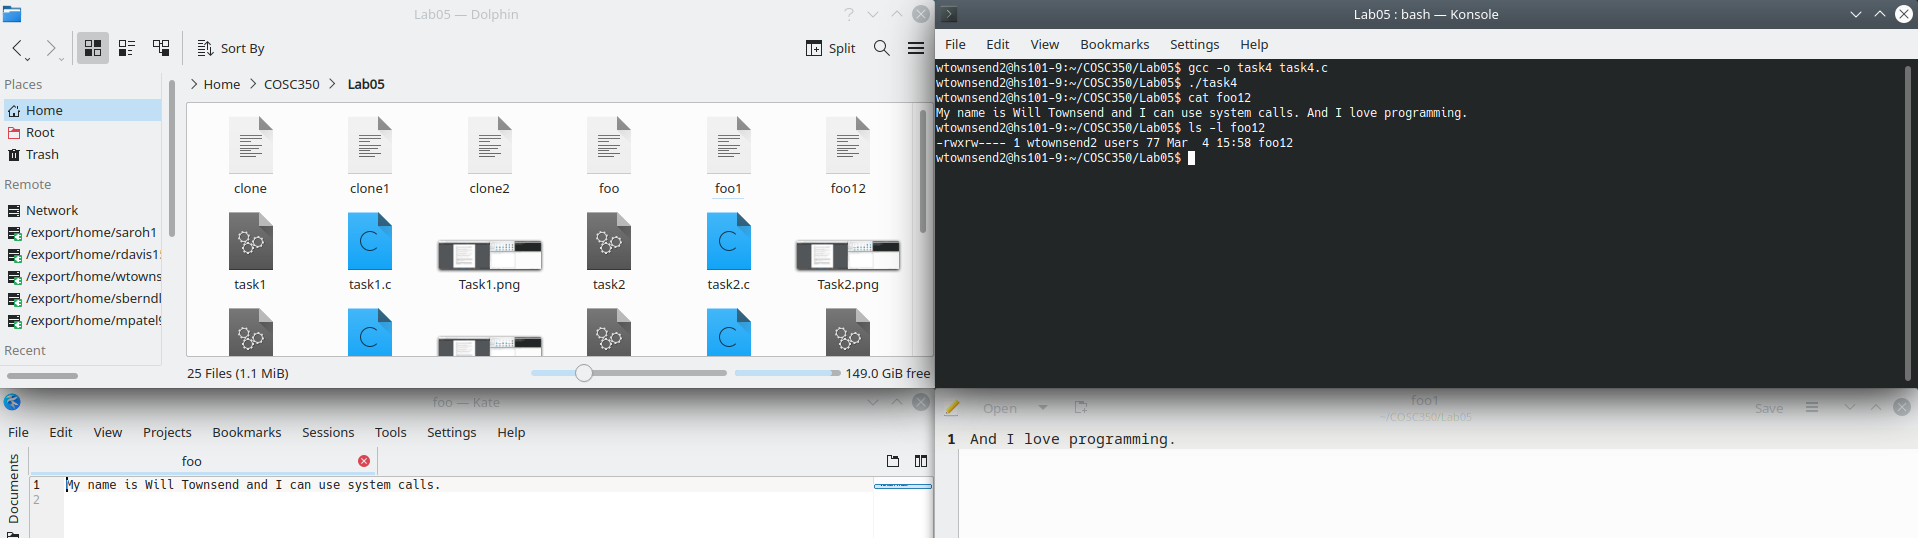 Lab05 — Dolphin
Sort By
Split
Places
Home
Root
Trash
Remote
Network
/export/home/saroh1
/export/home/rdavis1
/export/home/wtowns
/export/home/sberndl
/export/home/mpatel
Recent
Home
COSC350
Lab05
clone
clone1
clone2
foo
foo1
foo12
task1
task1.c
Task1.png
task2
task2.c
Task2.png
25 Files (1.1 MiB)
149.0 GiB free
Lab05 : bash — Konsole
File Edit View Bookmarks Settings Help
wtownsend2@hs101-9:~/COSC350/Lab05$ gcc -o task4 task4.c
wtownsend2@hs101-9:~/COSC350/Lab05$ ./task4
wtownsend2@hs101-9:~/COSC350/Lab05$ cat foo12
My name is Will Townsend and I can use system calls. And I love programming.
wtownsend2@hs101-9:~/COSC350/Lab05$ ls -l foo12
-rwxrw---- 1 wtownsend2 users 77 Mar  4 15:58 foo12
wtownsend2@hs101-9:~/COSC350/Lab05$
foo — Kate
File Edit View Projects Bookmarks Sessions Tools Settings Help
Documents
foo
1 My name is Will Townsend and I can use system calls.
2
Open
foo1
~/COSC350/Lab05
Save
1 And I love programming.